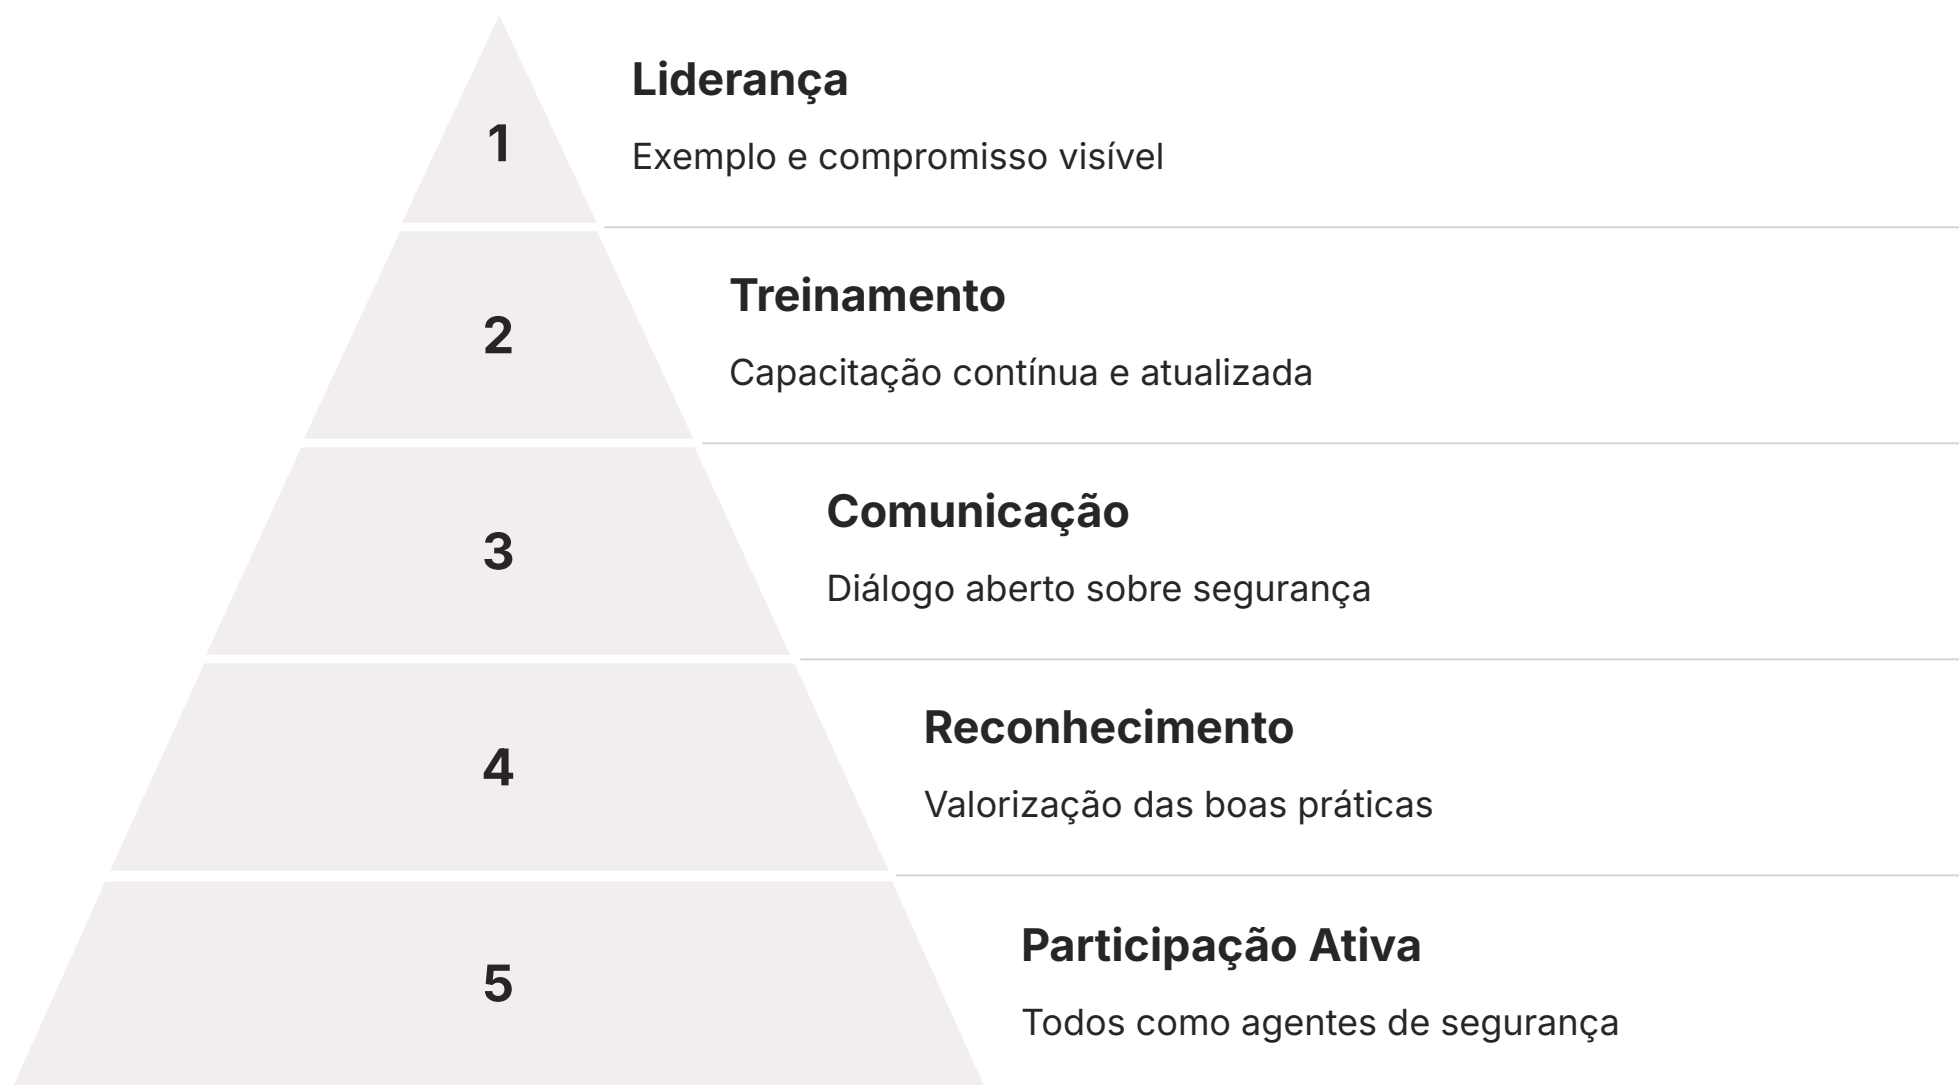 1
Liderança
Exemplo e compromisso visível
2
Treinamento
Capacitação contínua e atualizada
3
Comunicação
Diálogo aberto sobre segurança
4
Reconhecimento
Valorização das boas práticas
5
Participação Ativa
Todos como agentes de segurança